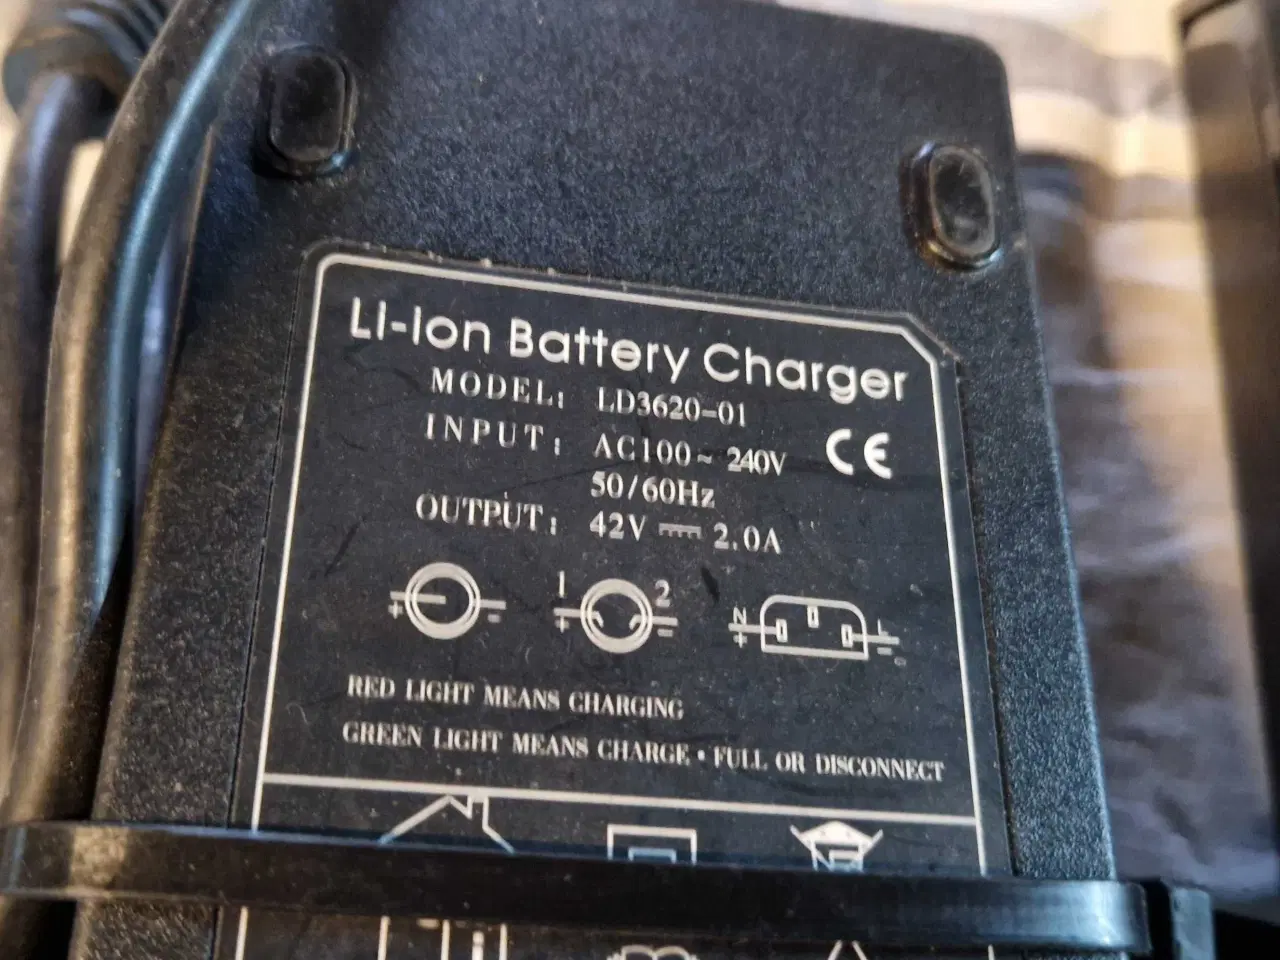 LI-Ion Battery Charger
MODEL: LD3620-01
INPUT: AC100~240V
50/60Hz
CE
OUTPUT: 42V 2.0A
+ -
1 2
+ -
N L
+ -
RED LIGHT MEANS CHARGING
GREEN LIGHT MEANS CHARGE·FULL OR DISCONNECT